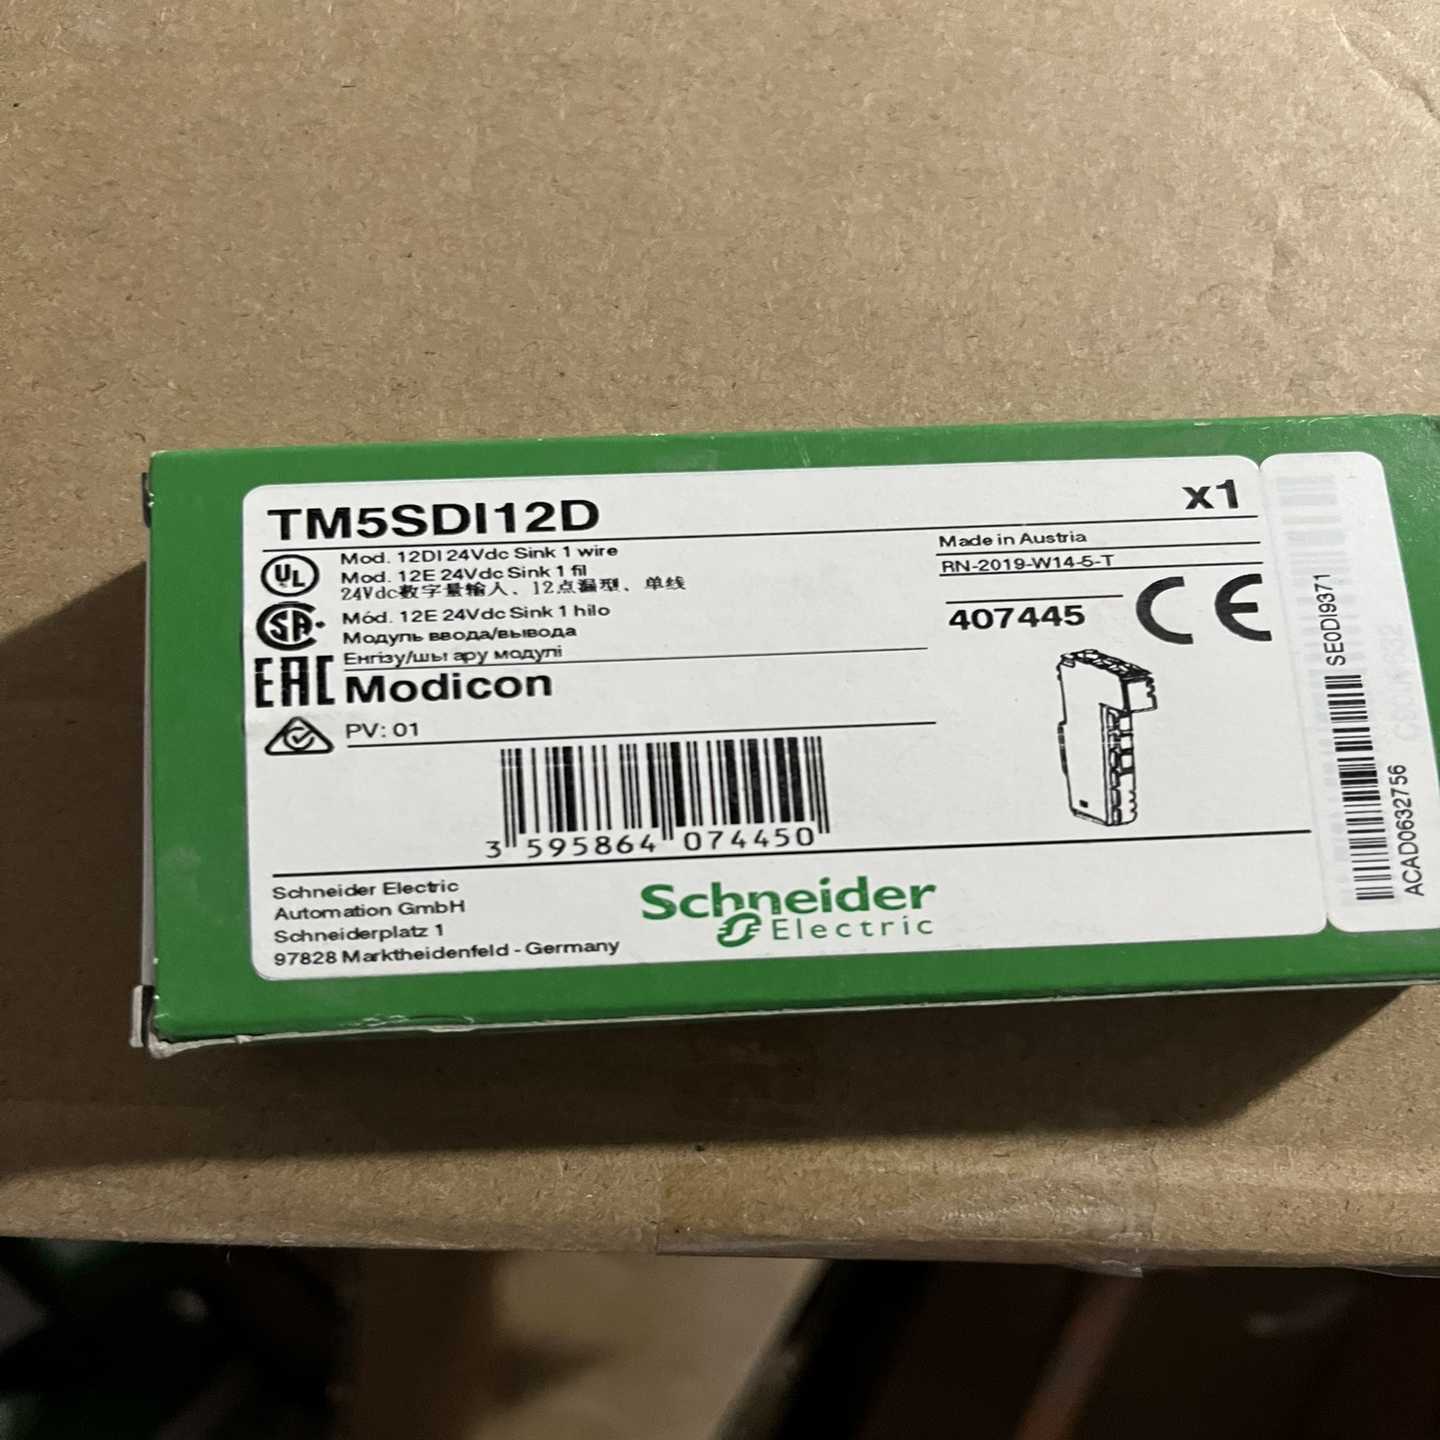 TM5SDI12D
x1
Mod. 12DI 24Vdc Sink 1 wire
Mod. 12E 24Vdc Sink 1 fil
24Vdc数字量输入、12点漏型、单线
Mód. 12E 24Vdc Sink 1 hilo
Модуль ввода/вывода
Енгізу/шығару модулі
Modicon
PV: 01
Made in Austria
RN-2019-W14-5-T
407445
CE
UL
SA
EAC
3 595864 074450
Schneider Electric
Automation GmbH
Schneiderplatz 1
97828 Marktheidenfeld - Germany
Schneider
Electric
SE0DI9371
ACAD0632756